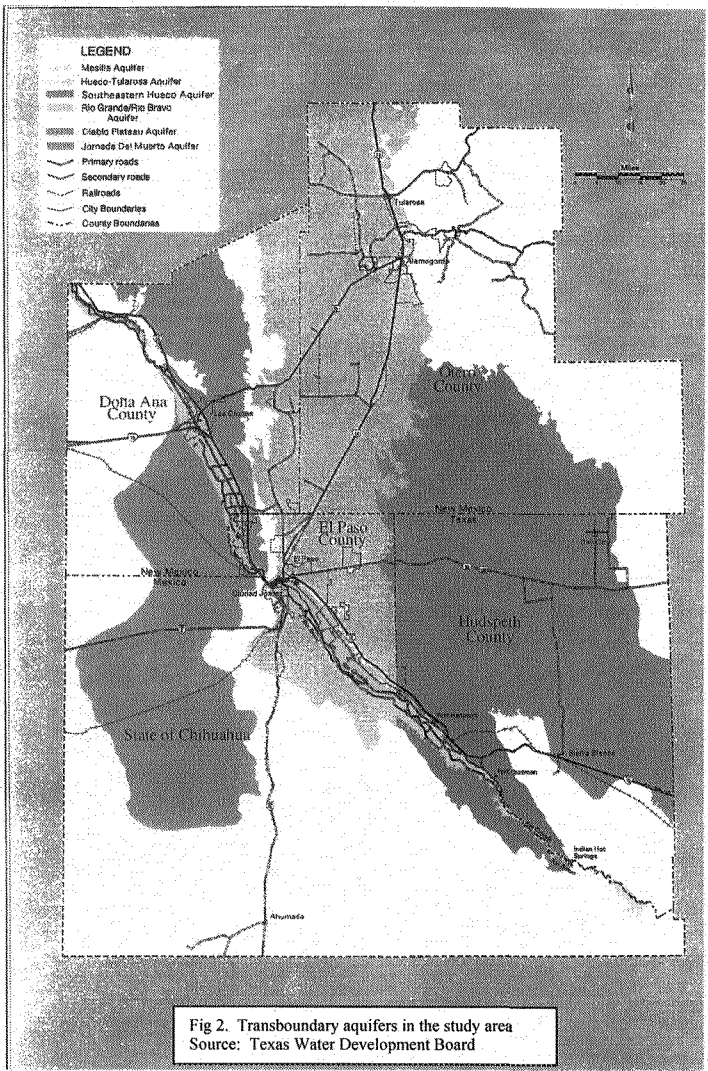 LEGEND
Mesilla Aquifer
Hueco-Tularosa Aquifer
Southeastern Hueco Aquifer
Rio Grande/Rio Bravo
Aquifer
Diablo Plateau Aquifer
Jornada Del Muerto Aquifer
Primary roads
Secondary roads
Railroads
City Boundaries
County Boundaries
Miles
Tularosa
Alamogordo
Otero
County
Doña Ana
County
Las Cruces
New Mexico
Texas
El Paso
County
El Paso
New Mexico
Mexico
Ciudad Juarez
Hudspeth
County
State of Chihuahua
Sierra Blanca
Indian Hot
Springs
Ahumada
Fig 2. Transboundary aquifers in the study area
Source: Texas Water Development Board